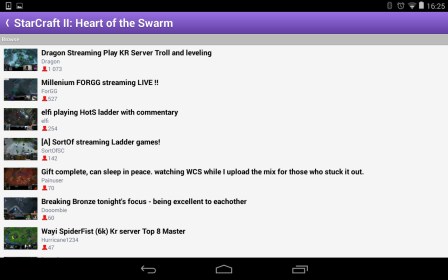 16:25
StarCraft II: Heart of the Swarm
Browse
Dragon Streaming Play KR Server Troll and leveling
Dragon
1 073
Millenium FORGG streaming LIVE !!
ForGG
527
elfi playing HotS ladder with commentary
elfi
254
[A] SortOf streaming Ladder games!
SortOfSC
142
Gift complete, can sleep in peace. watching WCS while I upload the mix for those who stuck it out.
Painuser
70
Breaking Bronze tonight's focus - being excellent to eachother
Dasombie
60
Wayi SpiderFist (6k) Kr server Top 8 Master
Hurricane1234
47